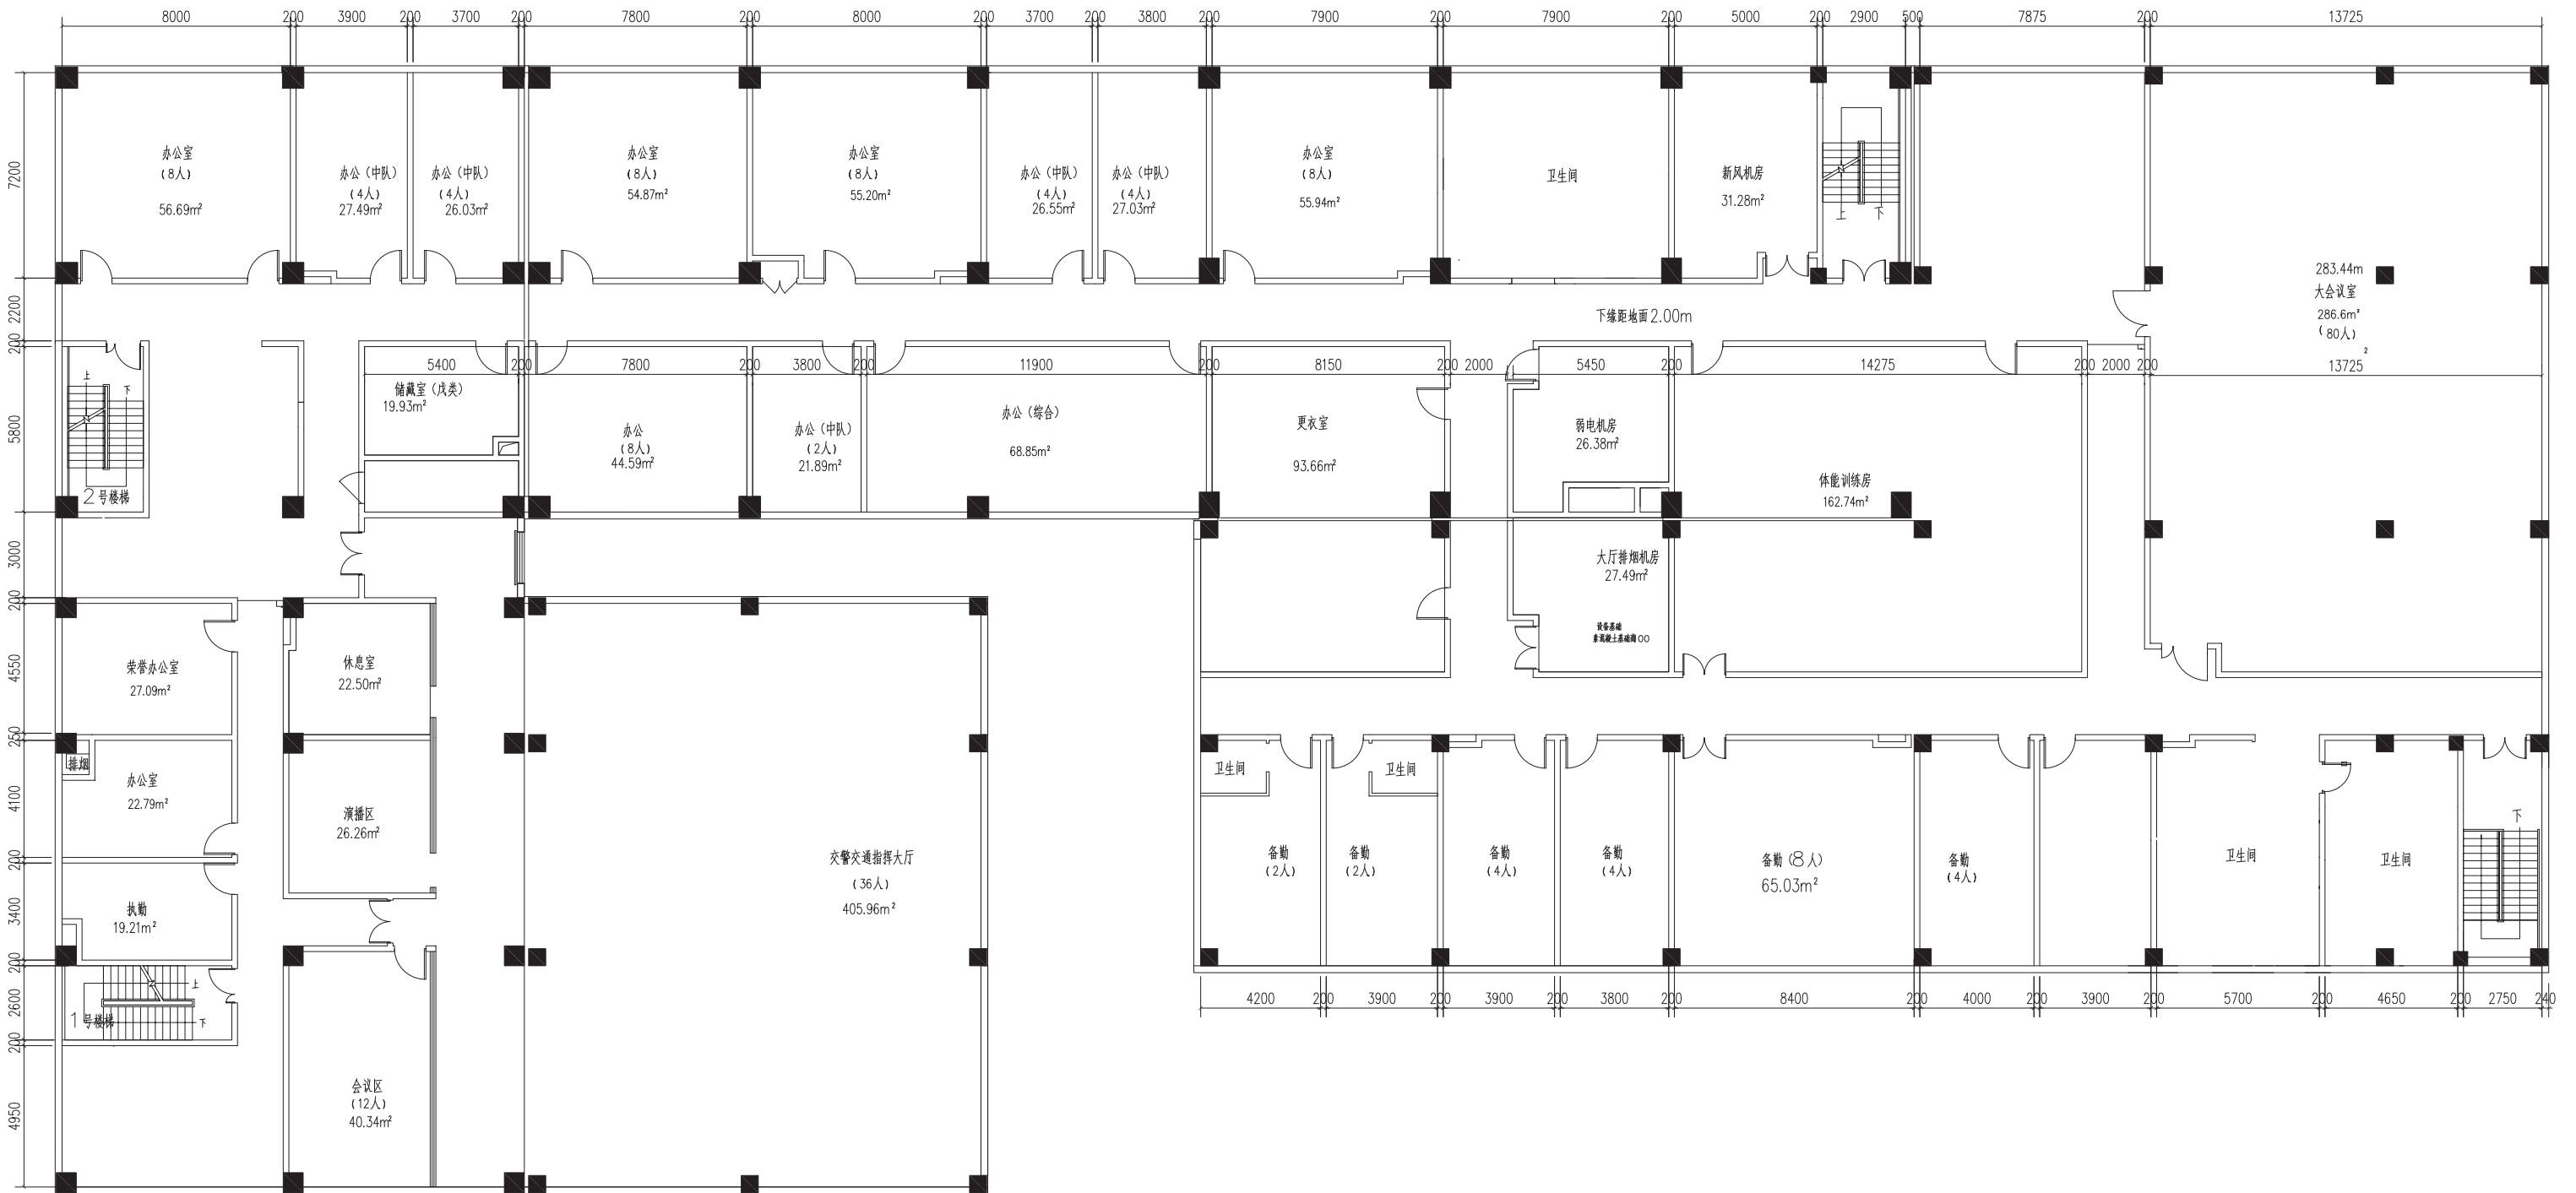 8000 200 3900 200 3700 200 7800 200 8000 200 3700 200 3800 200 7900 200 7900 200 5000 200 2900 500 7875 200 13725
7200
2200
200
5800
3000
200
4550
250
4100
200
3400
200
2600
200
4950
办公室
(8人)
56.69m²
办公(中队)
(4人)
27.49m²
办公(中队)
(4人)
26.03m²
办公室
(8人)
54.87m²
办公室
(8人)
55.20m²
办公(中队)
(4人)
26.55m²
办公(中队)
(4人)
27.03m²
办公室
(8人)
55.94m²
卫生间
新风机房
31.28m²
上 下
283.44m
大会议室
286.6m²
(80人)
2
下缘距地面2.00m
5400 200 7800 200 3800 200 11900 200 8150 200 2000 5450 200 14275 200 2000 200 13725
上
下
2号楼梯
储藏室(戊类)
19.93m²
办公
(8人)
44.59m²
办公(中队)
(2人)
21.89m²
办公(综合)
68.85m²
更衣室
93.66m²
弱电机房
26.38m²
体能训练房
162.74m²
大厅排烟机房
27.49m²
设备基础
荣誉办公室
27.09m²
休息室
22.50m²
排烟
办公室
22.79m²
演播区
26.26m²
执勤
19.21m²
上
下
1号楼梯
会议区
(12人)
40.34m²
交警交通指挥大厅
(36人)
405.96m²
卫生间
卫生间
备勤
(2人)
备勤
(2人)
备勤
(4人)
备勤
(4人)
备勤(8人)
65.03m²
备勤
(4人)
卫生间
卫生间
下
4200 200 3900 200 3900 200 3800 200 8400 200 4000 200 3900 200 5700 200 4650 200 2750 240